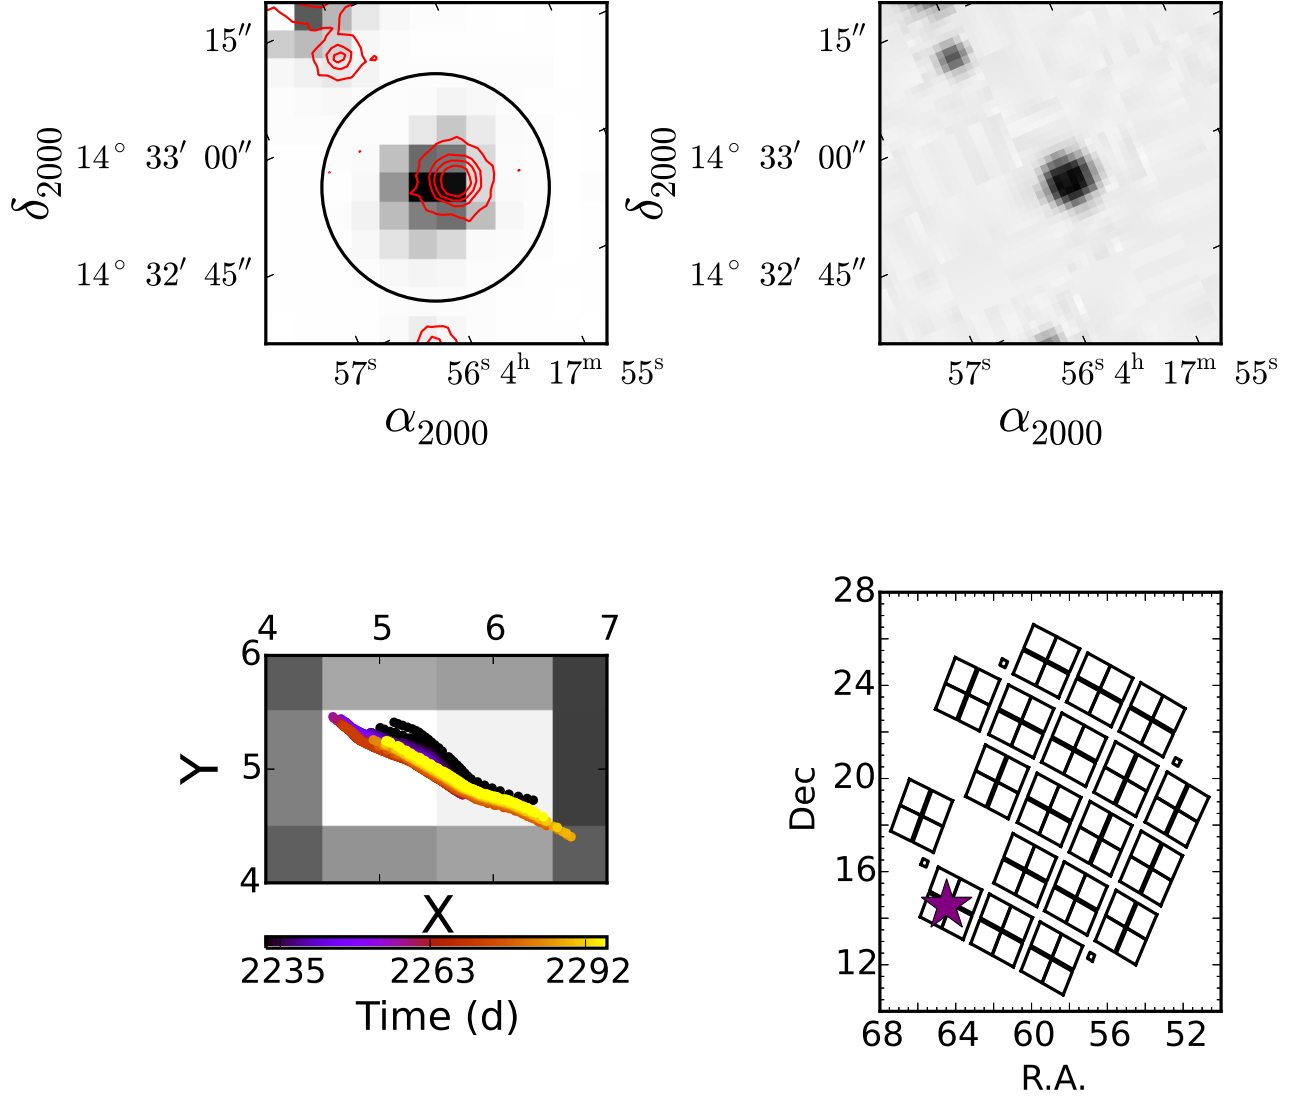 15″ 15″
δ2000 14° 33′ 00″ δ2000 14° 33′ 00″
14° 32′ 45″ 14° 32′ 45″
57s 56s 4h 17m 55s 57s 56s 4h 17m 55s
α2000 α2000
4 5 6 7
6
5
4
Y
X
2235 2263 2292
Time (d)
28
24
20
16
12
Dec
68 64 60 56 52
R.A.